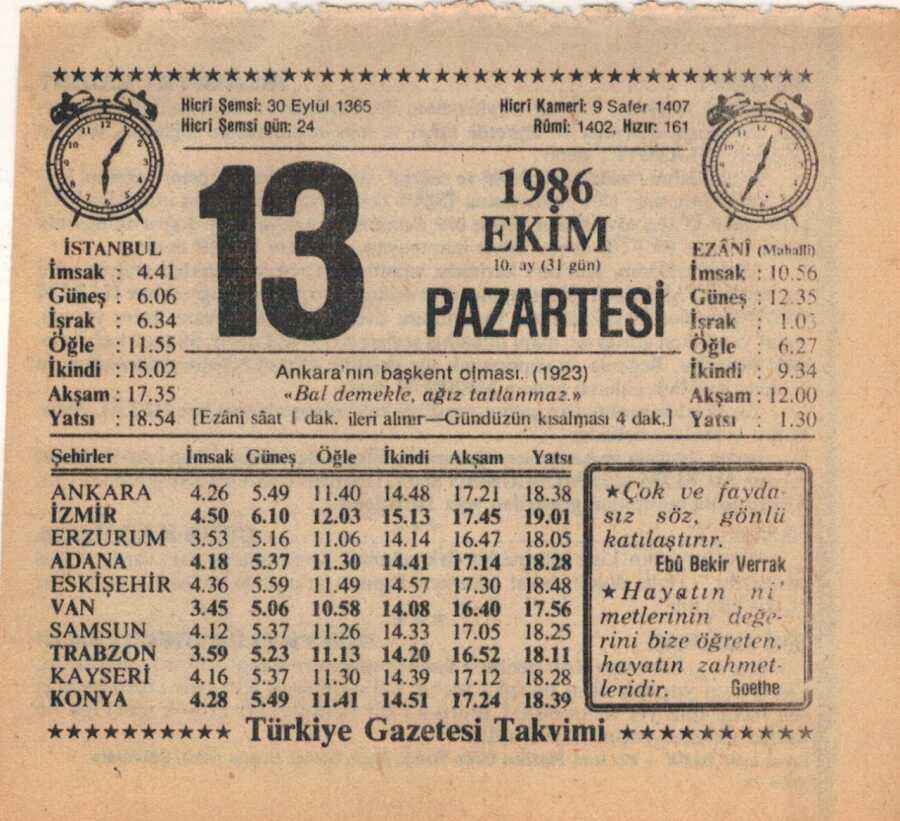 Hicrî Şemsî: 30 Eylül 1365
Hicrî Şemsî gün: 24
Hicrî Kamerî: 9 Safer 1407
Rûmî: 1402, Hızır: 161
13
1986
EKİM
10. ay (31 gün)
PAZARTESİ
İSTANBUL
İmsak : 4.41
Güneş : 6.06
İşrak : 6.34
Öğle : 11.55
İkindi : 15.02
Akşam : 17.35
Yatsı : 18.54
EZÂNÎ (Mahallî)
İmsak : 10.56
Güneş : 12.35
İşrak : 1.03
Öğle : 6.27
İkindi : 9.34
Akşam : 12.00
Yatsı : 1.30
Ankara'nın başkent olması. (1923)
«Bal demekle, ağız tatlanmaz.»
[Ezânî sâat 1 dak. ileri alınır—Gündüzün kısalması 4 dak.]
Şehirler İmsak Güneş Öğle İkindi Akşam Yatsı
ANKARA 4.26 5.49 11.40 14.48 17.21 18.38
İZMİR 4.50 6.10 12.03 15.13 17.45 19.01
ERZURUM 3.53 5.16 11.06 14.14 16.47 18.05
ADANA 4.18 5.37 11.30 14.41 17.14 18.28
ESKİŞEHİR 4.36 5.59 11.49 14.57 17.30 18.48
VAN 3.45 5.06 10.58 14.08 16.40 17.56
SAMSUN 4.12 5.37 11.26 14.33 17.05 18.25
TRABZON 3.59 5.23 11.13 14.20 16.52 18.11
KAYSERİ 4.16 5.37 11.30 14.39 17.12 18.28
KONYA 4.28 5.49 11.41 14.51 17.24 18.39
★Çok ve fayda-
sız söz, gönlü
katılaştırır.
Ebû Bekir Verrak
★Hayatın ni'
metlerinin değe-
rini bize öğreten,
hayatın zahmet-
leridir. Goethe
Türkiye Gazetesi Takvimi